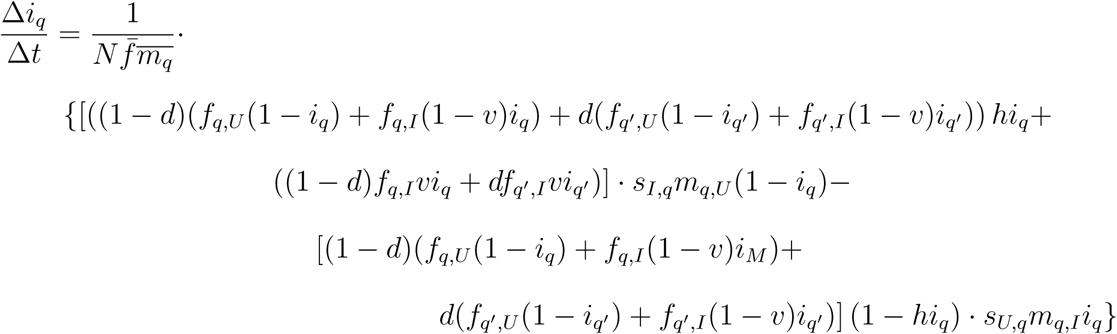 \frac{\Delta i_q}{\Delta t} = \frac{1}{N \bar{f} \overline{m_q}} \cdot
\{[((1-d)(f_{q,U}(1-i_q) + f_{q,I}(1-v)i_q) + d(f_{q',U}(1-i_{q'}) + f_{q',I}(1-v)i_{q'})) \, hi_q +
((1-d)f_{q,I}vi_q + df_{q',I}vi_{q'})] \cdot s_{I,q}m_{q,U}(1-i_q) -
[(1-d)(f_{q,U}(1-i_q) + f_{q,I}(1-v)i_M) +
d(f_{q',U}(1-i_{q'}) + f_{q',I}(1-v)i_{q'})] \, (1-hi_q) \cdot s_{U,q}m_{q,I}i_q\}